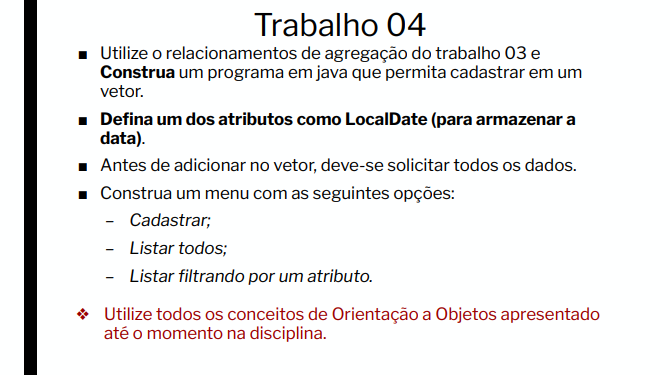 Trabalho 04
▪ Utilize o relacionamentos de agregação do trabalho 03 e
Construa um programa em java que permita cadastrar em um
vetor.
▪ Defina um dos atributos como LocalDate (para armazenar a
data).
▪ Antes de adicionar no vetor, deve-se solicitar todos os dados.
▪ Construa um menu com as seguintes opções:
– Cadastrar;
– Listar todos;
– Listar filtrando por um atributo.
❖ Utilize todos os conceitos de Orientação a Objetos apresentado
até o momento na disciplina.